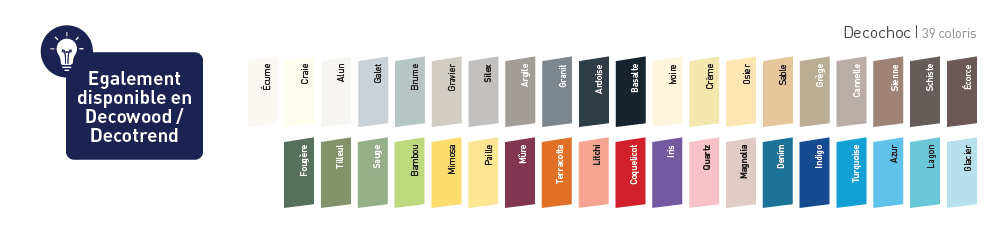 Decochoc | 39 coloris
Egalement
disponible en
Decowood /
Decotrend
Écume
Craie
Alun
Galet
Brume
Gravier
Silex
Argile
Granit
Ardoise
Basalte
Ivoire
Crème
Osier
Sable
Grège
Cannelle
Sienne
Schiste
Écorce
Fougère
Tilleul
Sauge
Bambou
Mimosa
Paille
Mûre
Terracotta
Litchi
Coquelicot
Iris
Quartz
Magnolia
Denim
Indigo
Turquoise
Azur
Lagon
Glacier